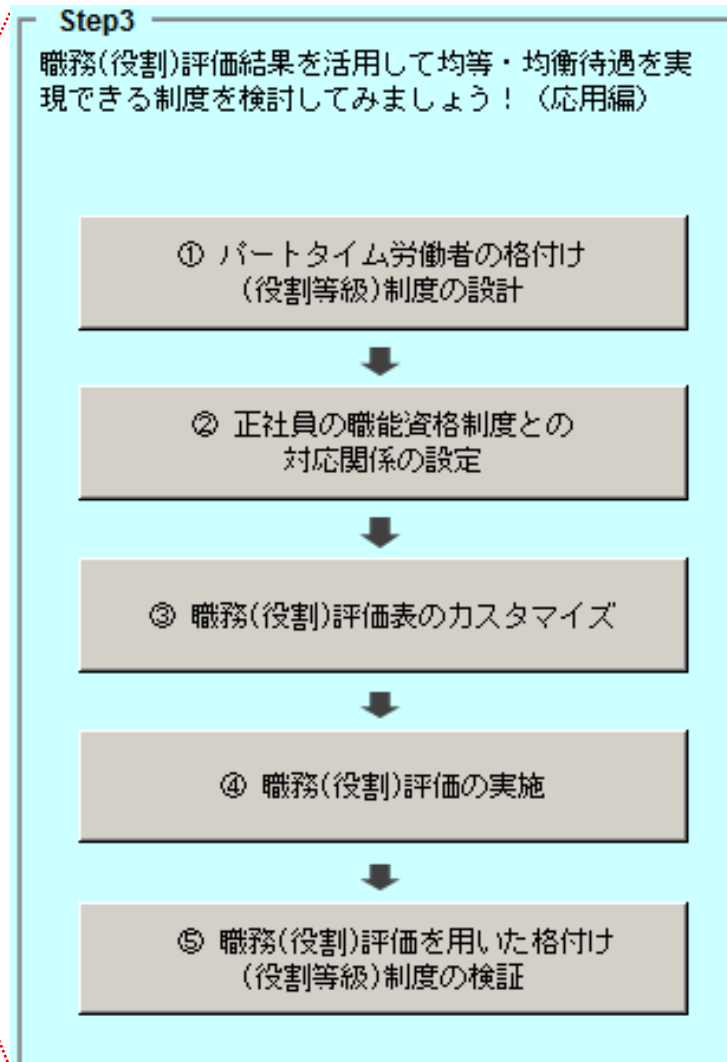 Step3
職務(役割)評価結果を活用して均等・均衡待遇を実
現できる制度を検討してみましょう！（応用編）
① パートタイム労働者の格付け
(役割等級)制度の設計
② 正社員の職能資格制度との
対応関係の設定
③ 職務(役割)評価表のカスタマイズ
④ 職務(役割)評価の実施
⑤ 職務(役割)評価を用いた格付け
(役割等級)制度の検証